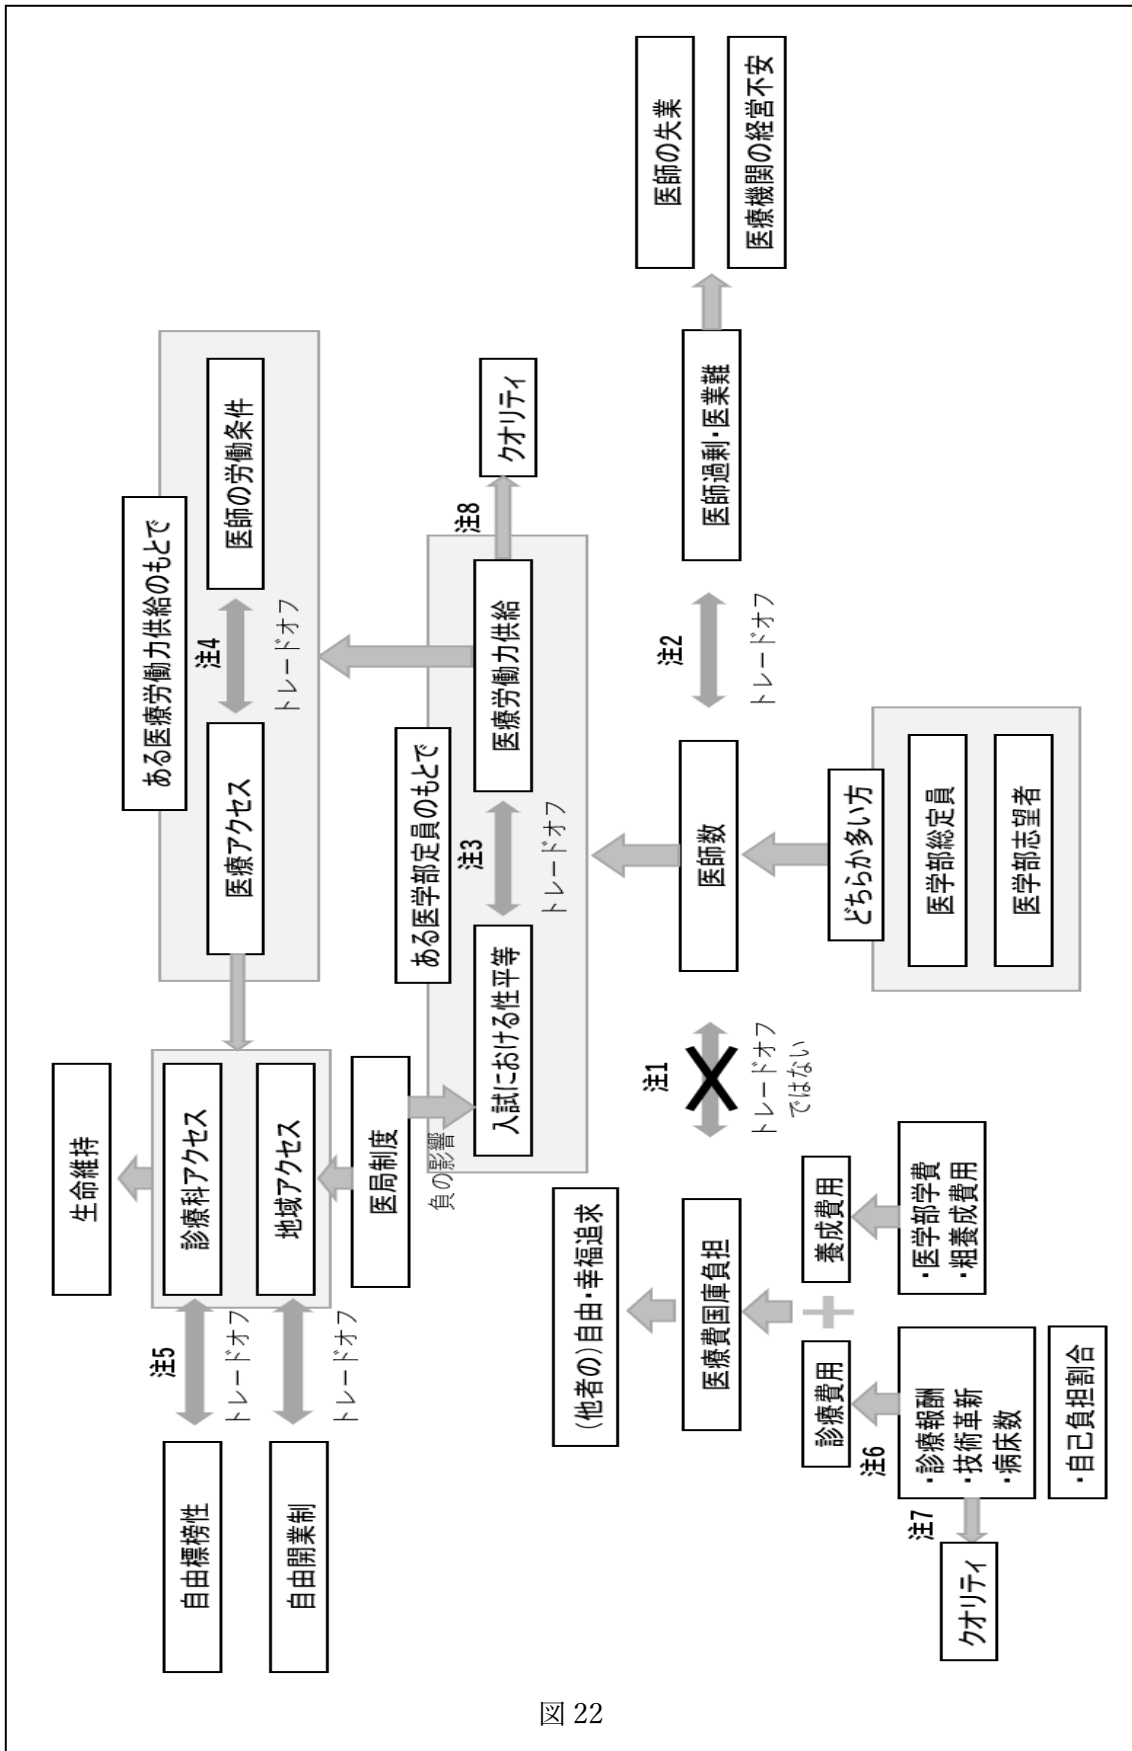 生命維持
自由標榜性
注5
トレードオフ
診療科アクセス
自由開業制
トレードオフ
地域アクセス
ある医療労働力供給のもとで
医療アクセス
注4
トレードオフ
医師の労働条件
医局制度
負の影響
ある医学部定員のもとで
入試における性平等
注3
トレードオフ
医療労働力供給
注8
クオリティ
(他者の)自由・幸福追求
医療費国庫負担
注1
トレードオフ
ではない
医師数
注2
トレードオフ
医師過剰・医業難
医師の失業
医療機関の経営不安
診療費用
養成費用
注6
・診療報酬
・技術革新
・病床数
・自己負担割合
・医学部学費
・粗養成費用
注7
クオリティ
どちらか多い方
医学部総定員
医学部志望者
図 22